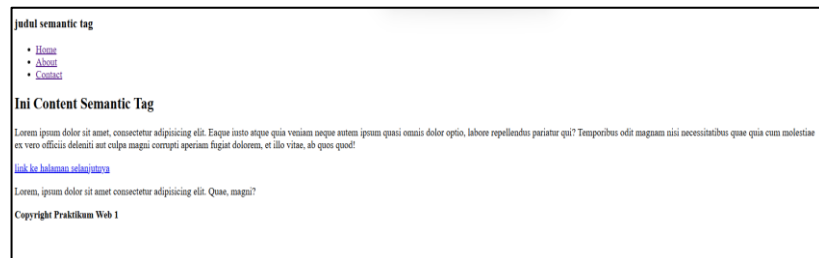 judul semantic tag
Home
About
Contact
Ini Content Semantic Tag
Lorem ipsum dolor sit amet, consectetur adipisicing elit. Eaque iusto atque quia veniam neque autem ipsum quasi omnis dolor optio, labore repellendus pariatur qui? Temporibus odit magnam nisi necessitatibus quae quia cum molestiae
ex vero officiis deleniti aut culpa magni corrupti aperiam fugiat dolorem, et illo vitae, ab quos quod!
link ke halaman selanjutnya
Lorem, ipsum dolor sit amet consectetur adipisicing elit. Quae, magni?
Copyright Praktikum Web 1